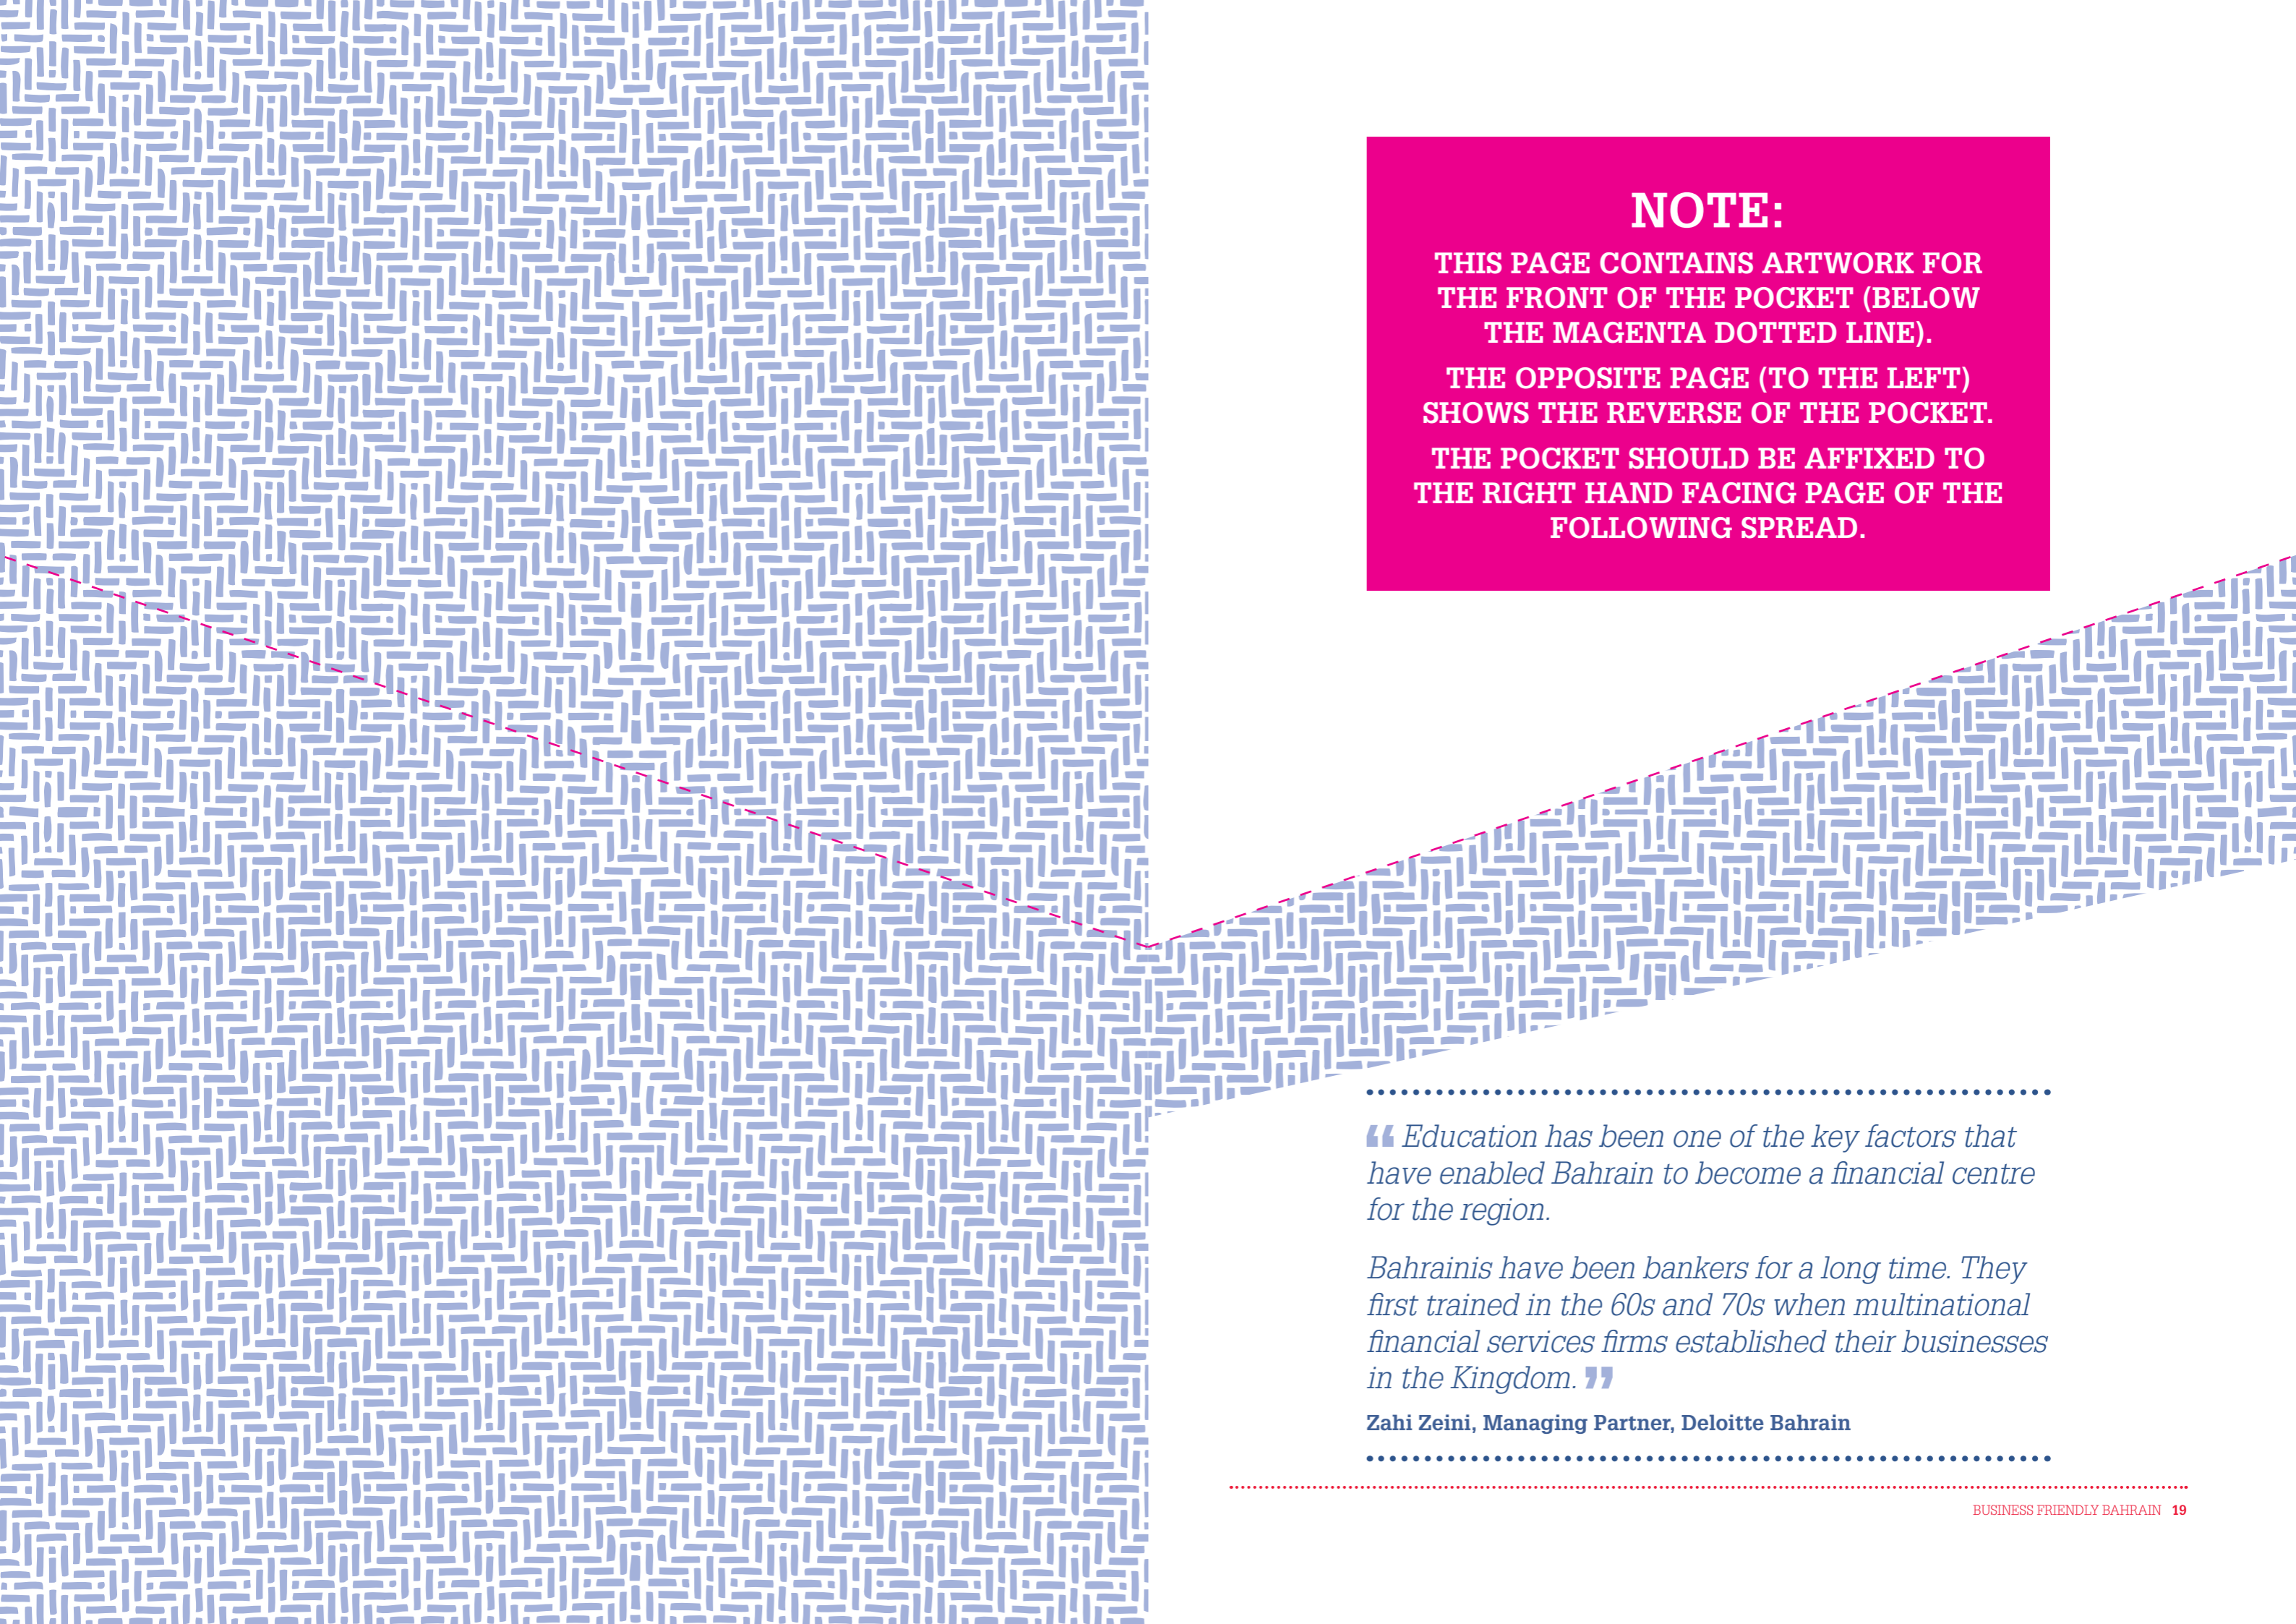 NOTE:
THIS PAGE CONTAINS ARTWORK FOR
THE FRONT OF THE POCKET (BELOW
THE MAGENTA DOTTED LINE).
THE OPPOSITE PAGE (TO THE LEFT)
SHOWS THE REVERSE OF THE POCKET.
THE POCKET SHOULD BE AFFIXED TO
THE RIGHT HAND FACING PAGE OF THE
FOLLOWING SPREAD.
“Education has been one of the key factors that
have enabled Bahrain to become a financial centre
for the region.
Bahrainis have been bankers for a long time. They
first trained in the 60s and 70s when multinational
financial services firms established their businesses
in the Kingdom.”
Zahi Zeini, Managing Partner, Deloitte Bahrain
BUSINESS FRIENDLY BAHRAIN 19